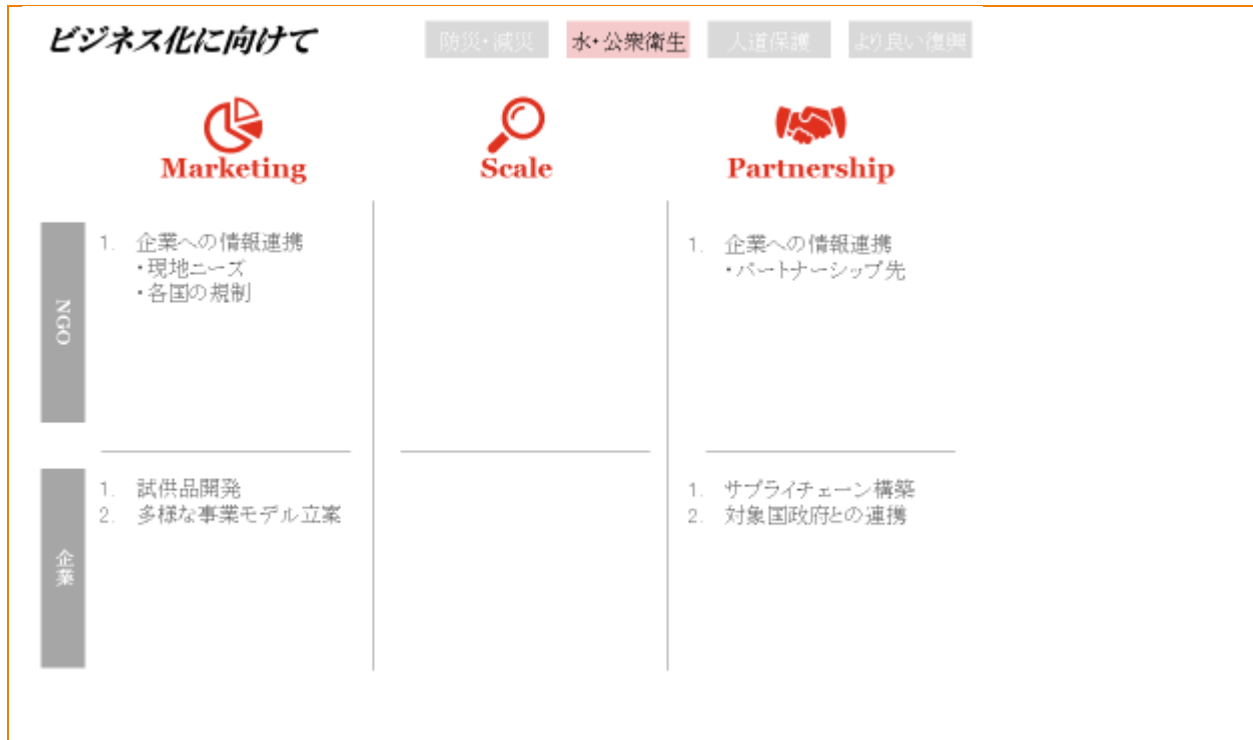 ビジネス化に向けて
防災・減災
水・公衆衛生
人道保護
より良い復興
Marketing
Scale
Partnership
NGO
1. 企業への情報連携
・現地ニーズ
・各国の規制
1. 企業への情報連携
・パートナーシップ先
企業
1. 試供品開発
2. 多様な事業モデル立案
1. サプライチェーン構築
2. 対象国政府との連携